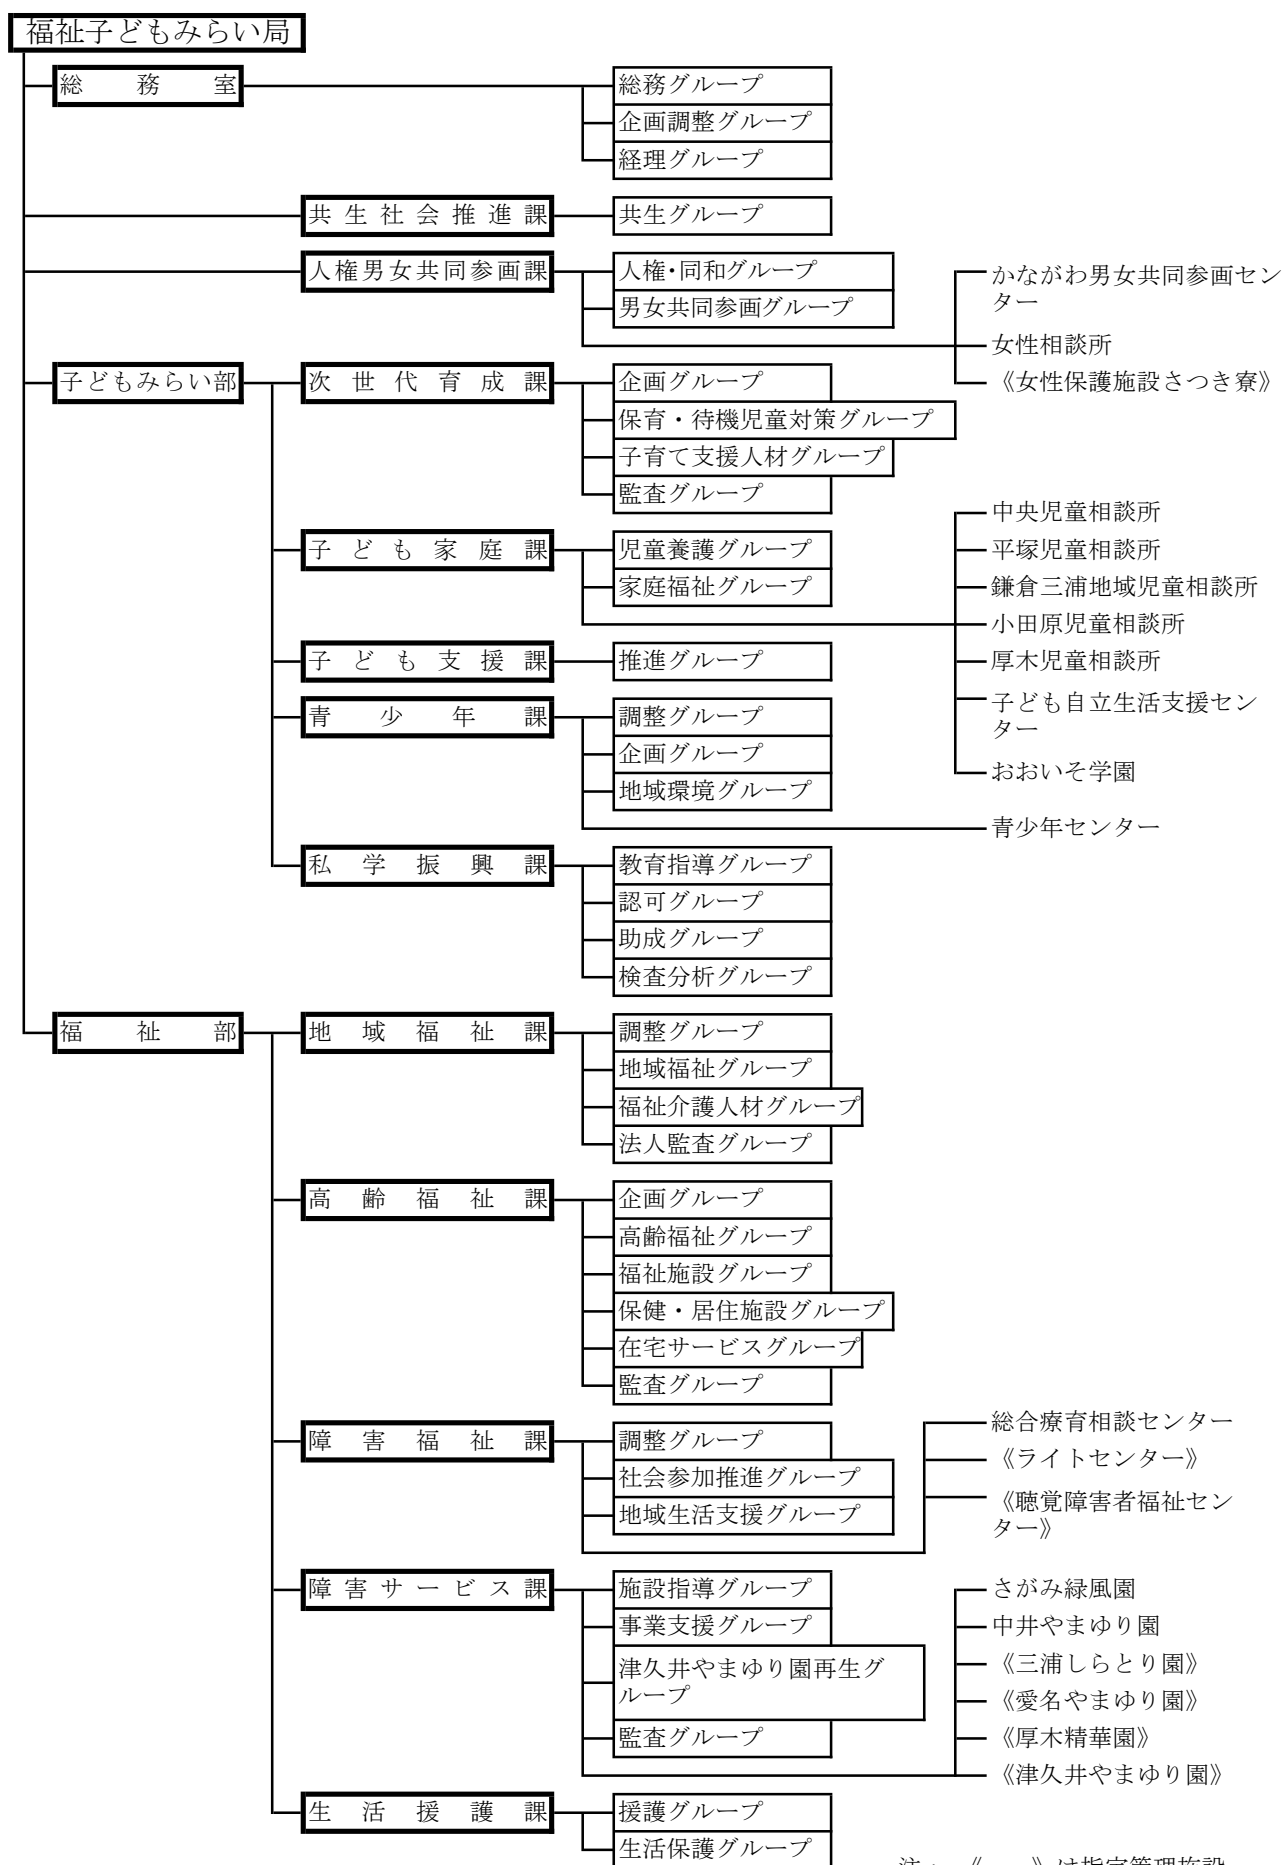 福祉子どもみらい局
総務室
総務グループ
企画調整グループ
経理グループ
共生社会推進課
共生グループ
人権男女共同参画課
人権・同和グループ
男女共同参画グループ
かながわ男女共同参画セン
ター
女性相談所
《女性保護施設さつき寮》
子どもみらい部
次世代育成課
企画グループ
保育・待機児童対策グループ
子育て支援人材グループ
監査グループ
子ども家庭課
児童養護グループ
家庭福祉グループ
中央児童相談所
平塚児童相談所
鎌倉三浦地域児童相談所
小田原児童相談所
厚木児童相談所
子ども自立生活支援セン
ター
おおいそ学園
子ども支援課
推進グループ
青少年課
調整グループ
企画グループ
地域環境グループ
青少年センター
私学振興課
教育指導グループ
認可グループ
助成グループ
検査分析グループ
福祉部
地域福祉課
調整グループ
地域福祉グループ
福祉介護人材グループ
法人監査グループ
高齢福祉課
企画グループ
高齢福祉グループ
福祉施設グループ
保健・居住施設グループ
在宅サービスグループ
監査グループ
障害福祉課
調整グループ
社会参加推進グループ
地域生活支援グループ
総合療育相談センター
《ライトセンター》
《聴覚障害者福祉セン
ター》
障害サービス課
施設指導グループ
事業支援グループ
津久井やまゆり園再生グ
ループ
監査グループ
さがみ緑風園
中井やまゆり園
《三浦しらとり園》
《愛名やまゆり園》
《厚木精華園》
《津久井やまゆり園》
生活援護課
援護グループ
生活保護グループ